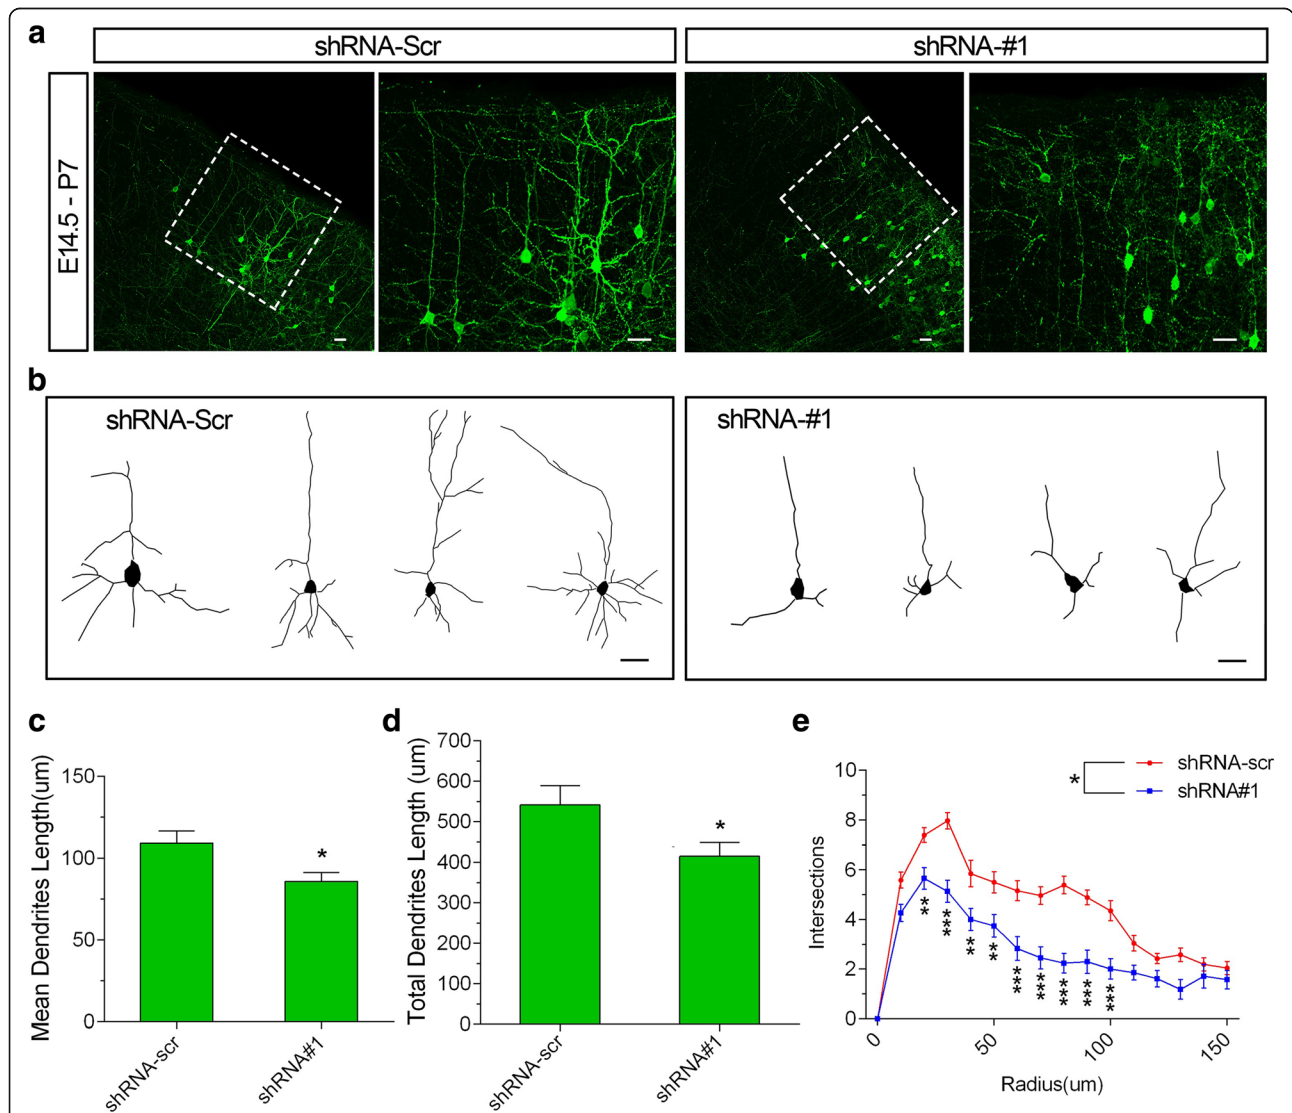 a
shRNA-Scr
shRNA-#1
E14.5 - P7
b
shRNA-Scr
shRNA-#1
c
Mean Dendrites Length(um)
150
100
50
0
*
shRNA-scr
shRNA#1
d
Total Dendrites Length (um)
700
600
500
400
300
200
100
0
*
shRNA-scr
shRNA#1
e
* shRNA-scr
shRNA#1
Intersections
10
8
6
4
2
0
**
***
**
**
***
***
***
***
***
0
50
100
150
Radius(um)